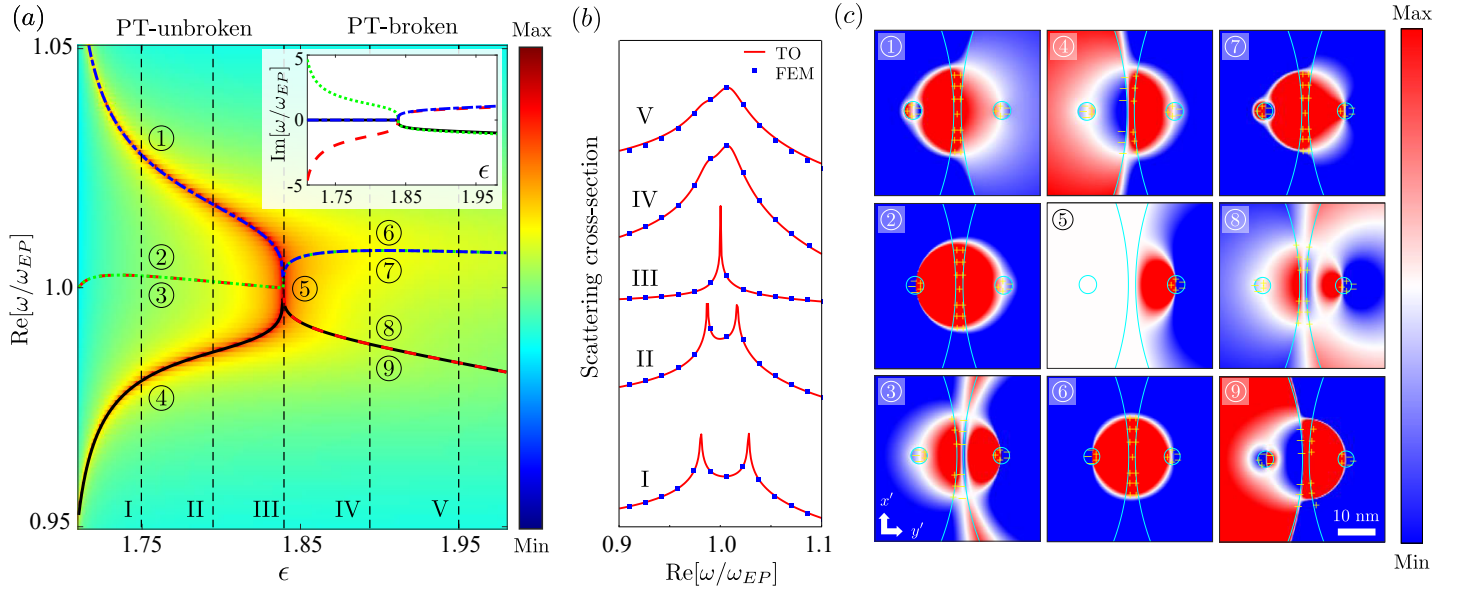 (a)
PT-unbroken
PT-broken
Max
1.05
1.0
0.95
Re[ω/ω_EP]
①
②
③
④
⑤
⑥
⑦
⑧
⑨
I
II
III
IV
V
1.75
1.85
1.95
ϵ
Min
5
0
-5
Im[ω/ω_EP]
ϵ
1.75
1.85
1.95
(b)
TO
FEM
V
IV
III
II
I
Scattering cross-section
0.9
1.0
1.1
Re[ω/ω_EP]
(c)
Max
①
④
⑦
②
⑤
⑧
③
⑥
⑨
x′
y′
10 nm
Min